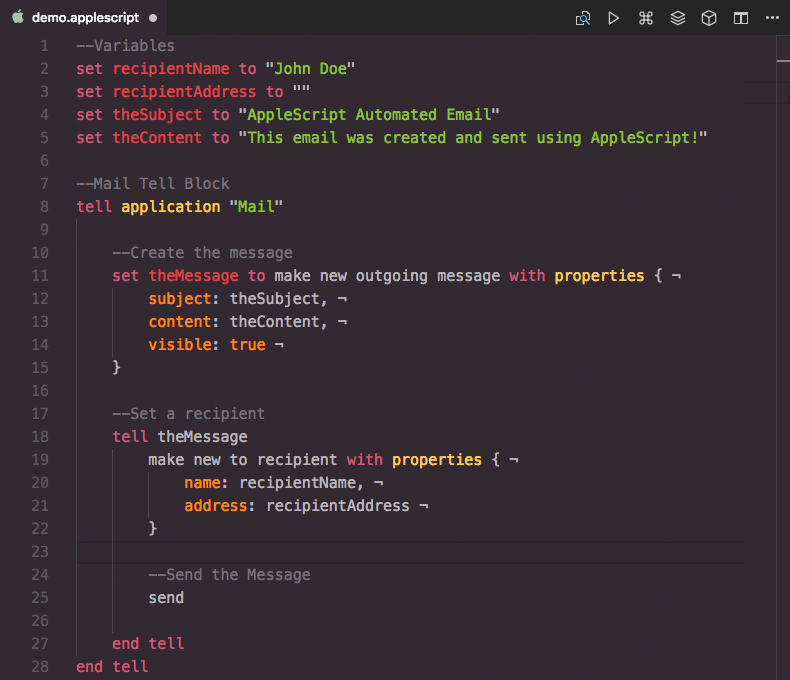 demo.applescript
1 --Variables
2 set recipientName to "John Doe"
3 set recipientAddress to ""
4 set theSubject to "AppleScript Automated Email"
5 set theContent to "This email was created and sent using AppleScript!"
6
7 --Mail Tell Block
8 tell application "Mail"
9
10 --Create the message
11 set theMessage to make new outgoing message with properties { ¬
12 subject: theSubject, ¬
13 content: theContent, ¬
14 visible: true ¬
15 }
16
17 --Set a recipient
18 tell theMessage
19 make new to recipient with properties { ¬
20 name: recipientName, ¬
21 address: recipientAddress ¬
22 }
23
24 --Send the Message
25 send
26
27 end tell
28 end tell